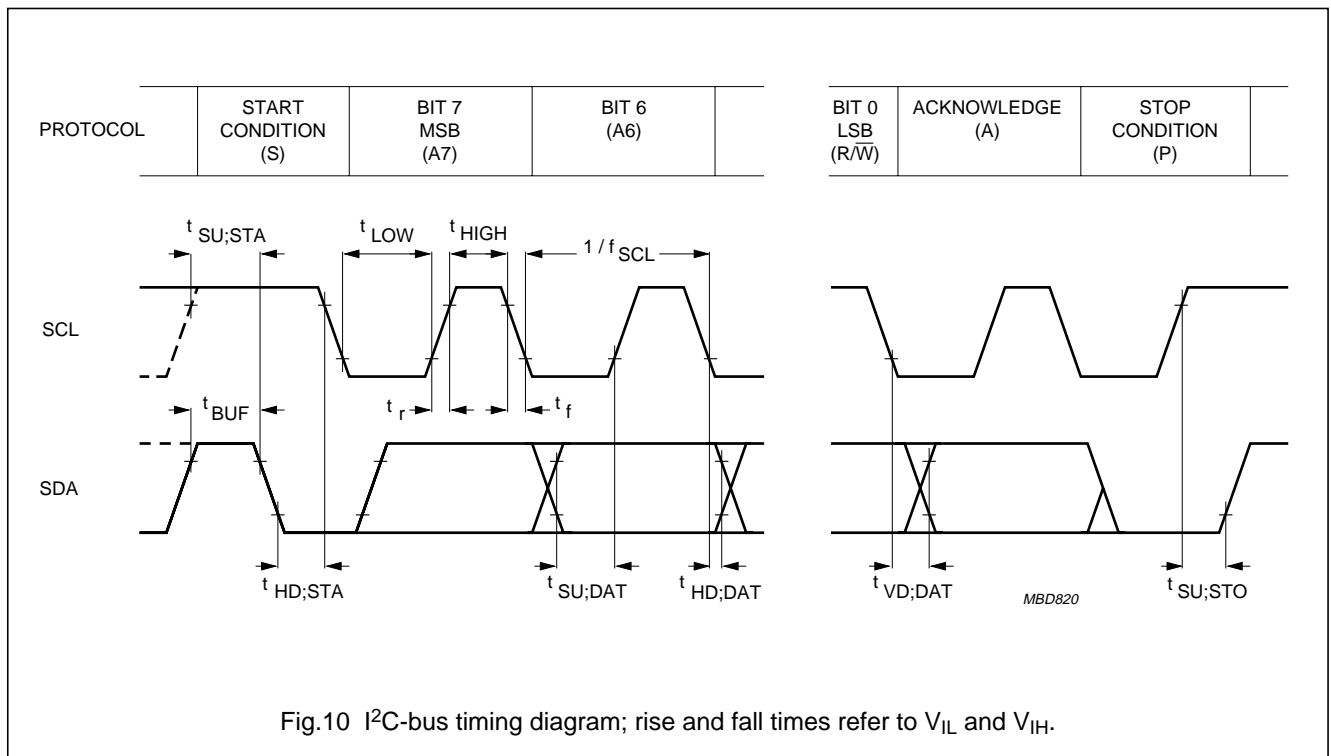 PROTOCOL
START
CONDITION
(S)
BIT 7
MSB
(A7)
BIT 6
(A6)
BIT 0
LSB
(R/W̅)
ACKNOWLEDGE
(A)
STOP
CONDITION
(P)
t SU;STA
t LOW
t HIGH
1 / f SCL
SCL
t BUF
t r
t f
SDA
t HD;STA
t SU;DAT
t HD;DAT
t VD;DAT
MBD820
t SU;STO
Fig.10 I²C-bus timing diagram; rise and fall times refer to VIL and VIH.